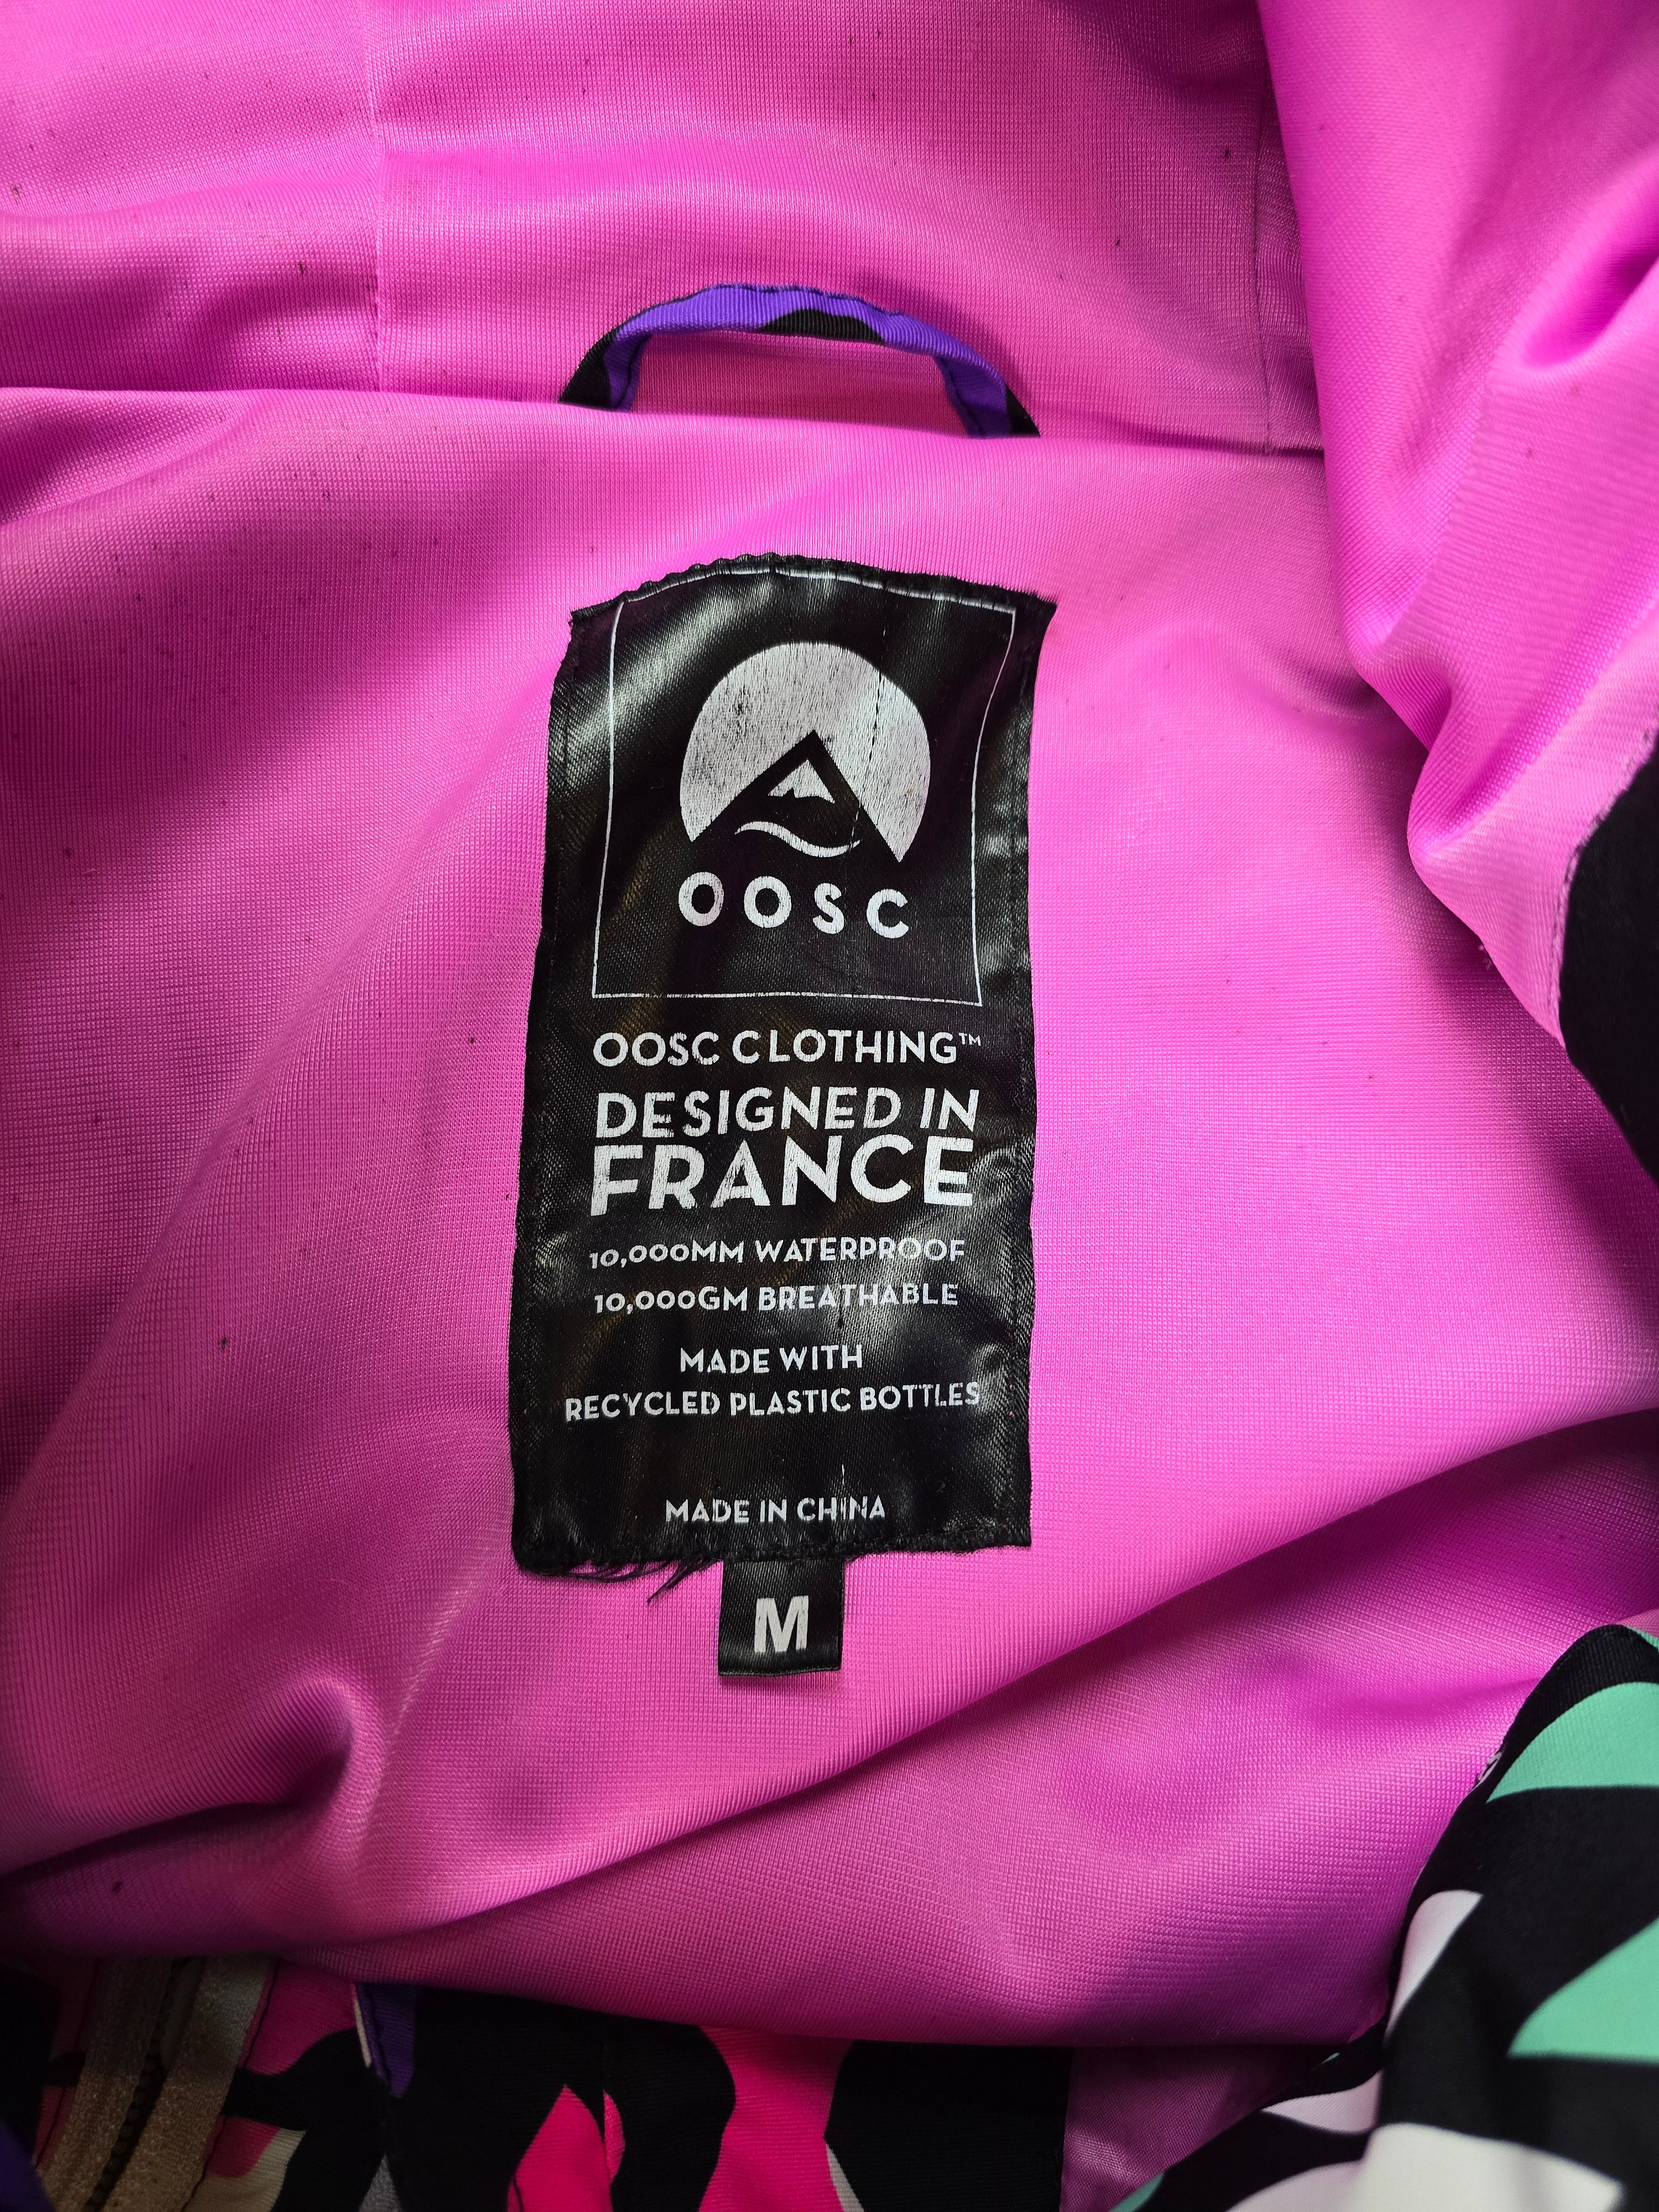 OOSC
OOSC CLOTHING™
DESIGNED IN
FRANCE
10,000MM WATERPROOF
10,000GM BREATHABLE
MADE WITH
RECYCLED PLASTIC BOTTLES
MADE IN CHINA
M